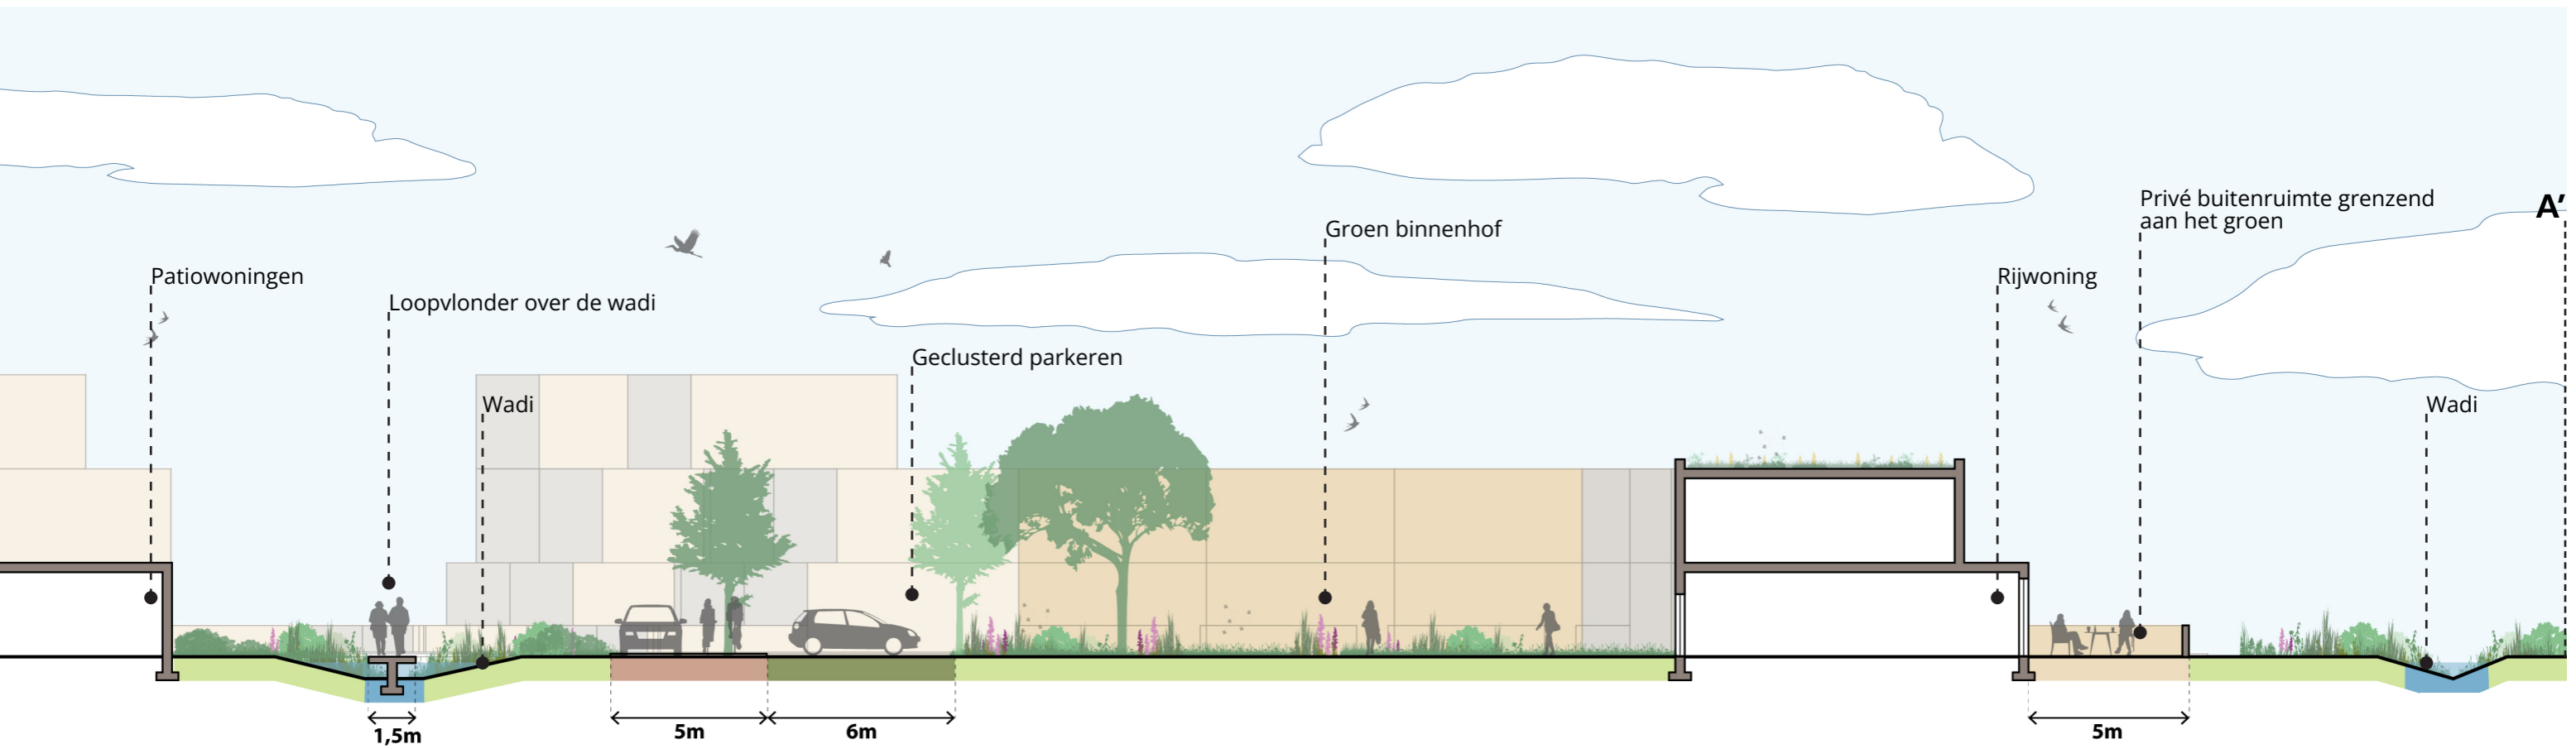 Privé buitenruimte grenzend
aan het groen
A’
Groen binnenhof
Patiowoningen
Rijwoning
Loopvlonder over de wadi
Geclusterd parkeren
Wadi
Wadi
1,5m
5m
6m
5m